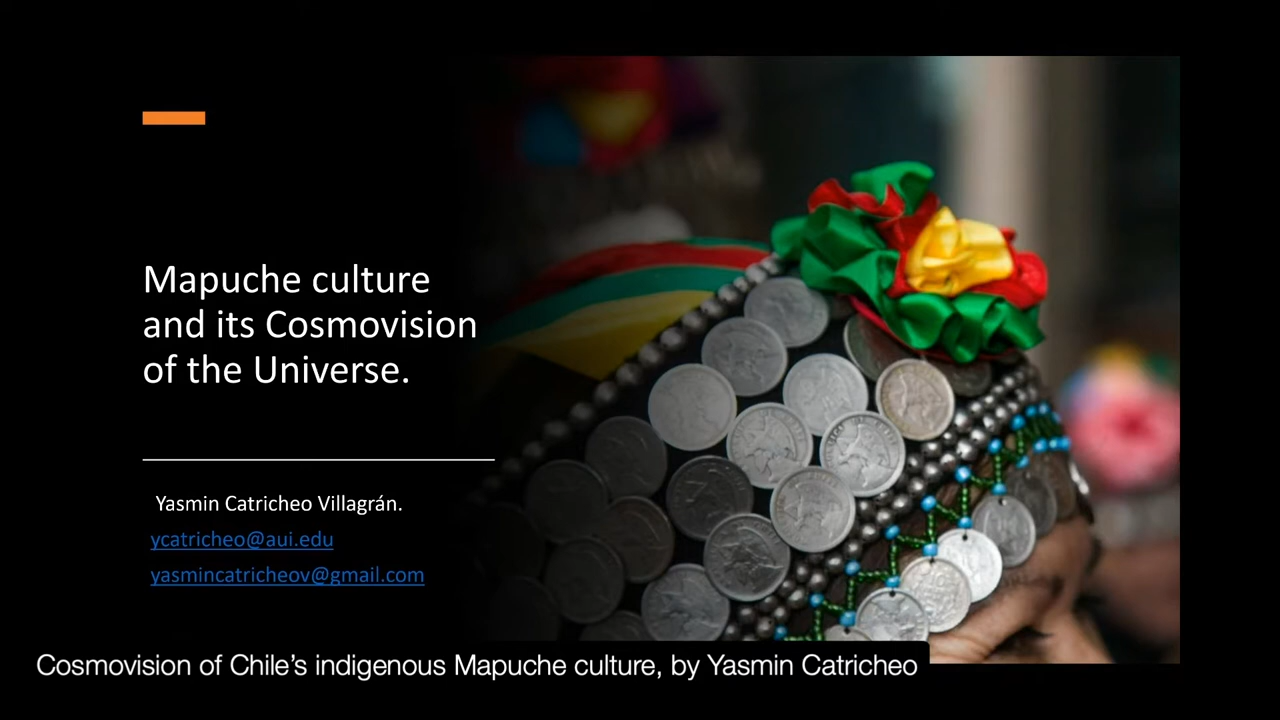 Mapuche culture
and its Cosmovision
of the Universe.
Yasmin Catricheo Villagrán.
ycatricheo@aui.edu
yasmincatricheov@gmail.com
Cosmovision of Chile’s indigenous Mapuche culture, by Yasmin Catricheo